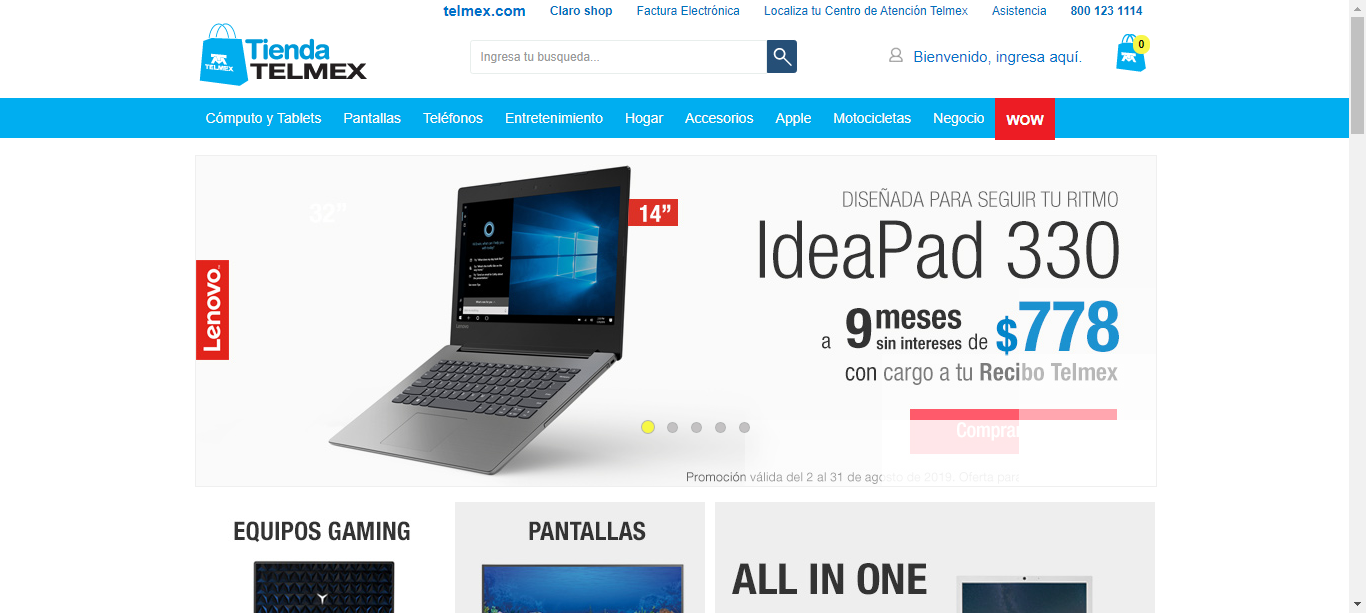 telmex.com Claro shop Factura Electrónica Localiza tu Centro de Atención Telmex Asistencia 800 123 1114
Tienda
TELMEX
TELMEX
Ingresa tu busqueda...
Bienvenido, ingresa aquí.
0
Cómputo y Tablets Pantallas Teléfonos Entretenimiento Hogar Accesorios Apple Motocicletas Negocio WOW
32”
14”
Lenovo
DISEÑADA PARA SEGUIR TU RITMO
IdeaPad 330
a 9 meses sin intereses de $778
con cargo a tu Recibo Telmex
Comprar
Promoción válida del 2 al 31 de agosto de 2019. Oferta
EQUIPOS GAMING
PANTALLAS
ALL IN ONE